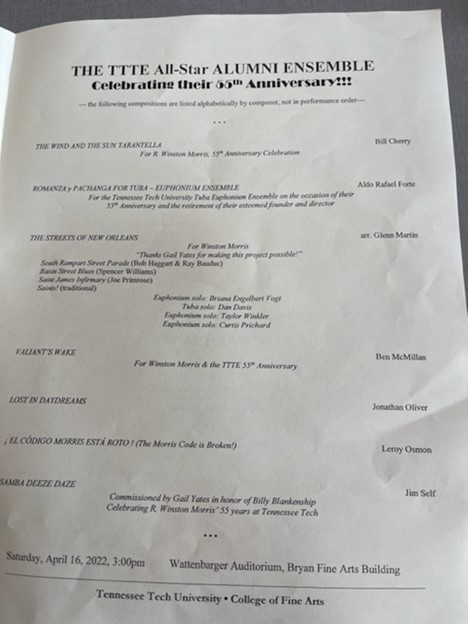 THE TTTE All-Star ALUMNI ENSEMBLE
Celebrating their 55th Anniversary!!!
— the following compositions are listed alphabetically by composer, not in performance order—
• • •
THE WIND AND THE SUN TARANTELLA Bill Cherry
For R. Winston Morris, 55th Anniversary Celebration
ROMANZA y PACHANGA FOR TUBA – EUPHONIUM ENSEMBLE Aldo Rafael Forte
For the Tennessee Tech University Tuba Euphonium Ensemble on the occasion of their
55th Anniversary and the retirement of their esteemed founder and director
THE STREETS OF NEW ORLEANS arr. Glenn Martin
For Winston Morris
"Thanks Gail Yates for making this project possible!"
South Rampart Street Parade (Bob Haggart & Ray Bauduc)
Basin Street Blues (Spencer Williams)
Saint James Infirmary (Joe Primrose)
Saints! (traditional)
Euphonium solo: Briana Engelbert Vogt
Tuba solo: Dan Davis
Euphonium solo: Taylor Winkler
Euphonium solo: Curtis Prichard
VALIANT'S WAKE Ben McMillan
For Winston Morris & the TTTE 55th Anniversary
LOST IN DAYDREAMS Jonathan Oliver
¡ EL CÒDIGO MORRIS ESTÁ ROTO ! (The Morris Code is Broken!) Leroy Osmon
SAMBA DEEZE DAZE Jim Self
Commissioned by Gail Yates in honor of Billy Blankenship
Celebrating R. Winston Morris' 55 years at Tennessee Tech
• • •
Saturday, April 16, 2022, 3:00pm Wattenbarger Auditorium, Bryan Fine Arts Building
Tennessee Tech University • College of Fine Arts